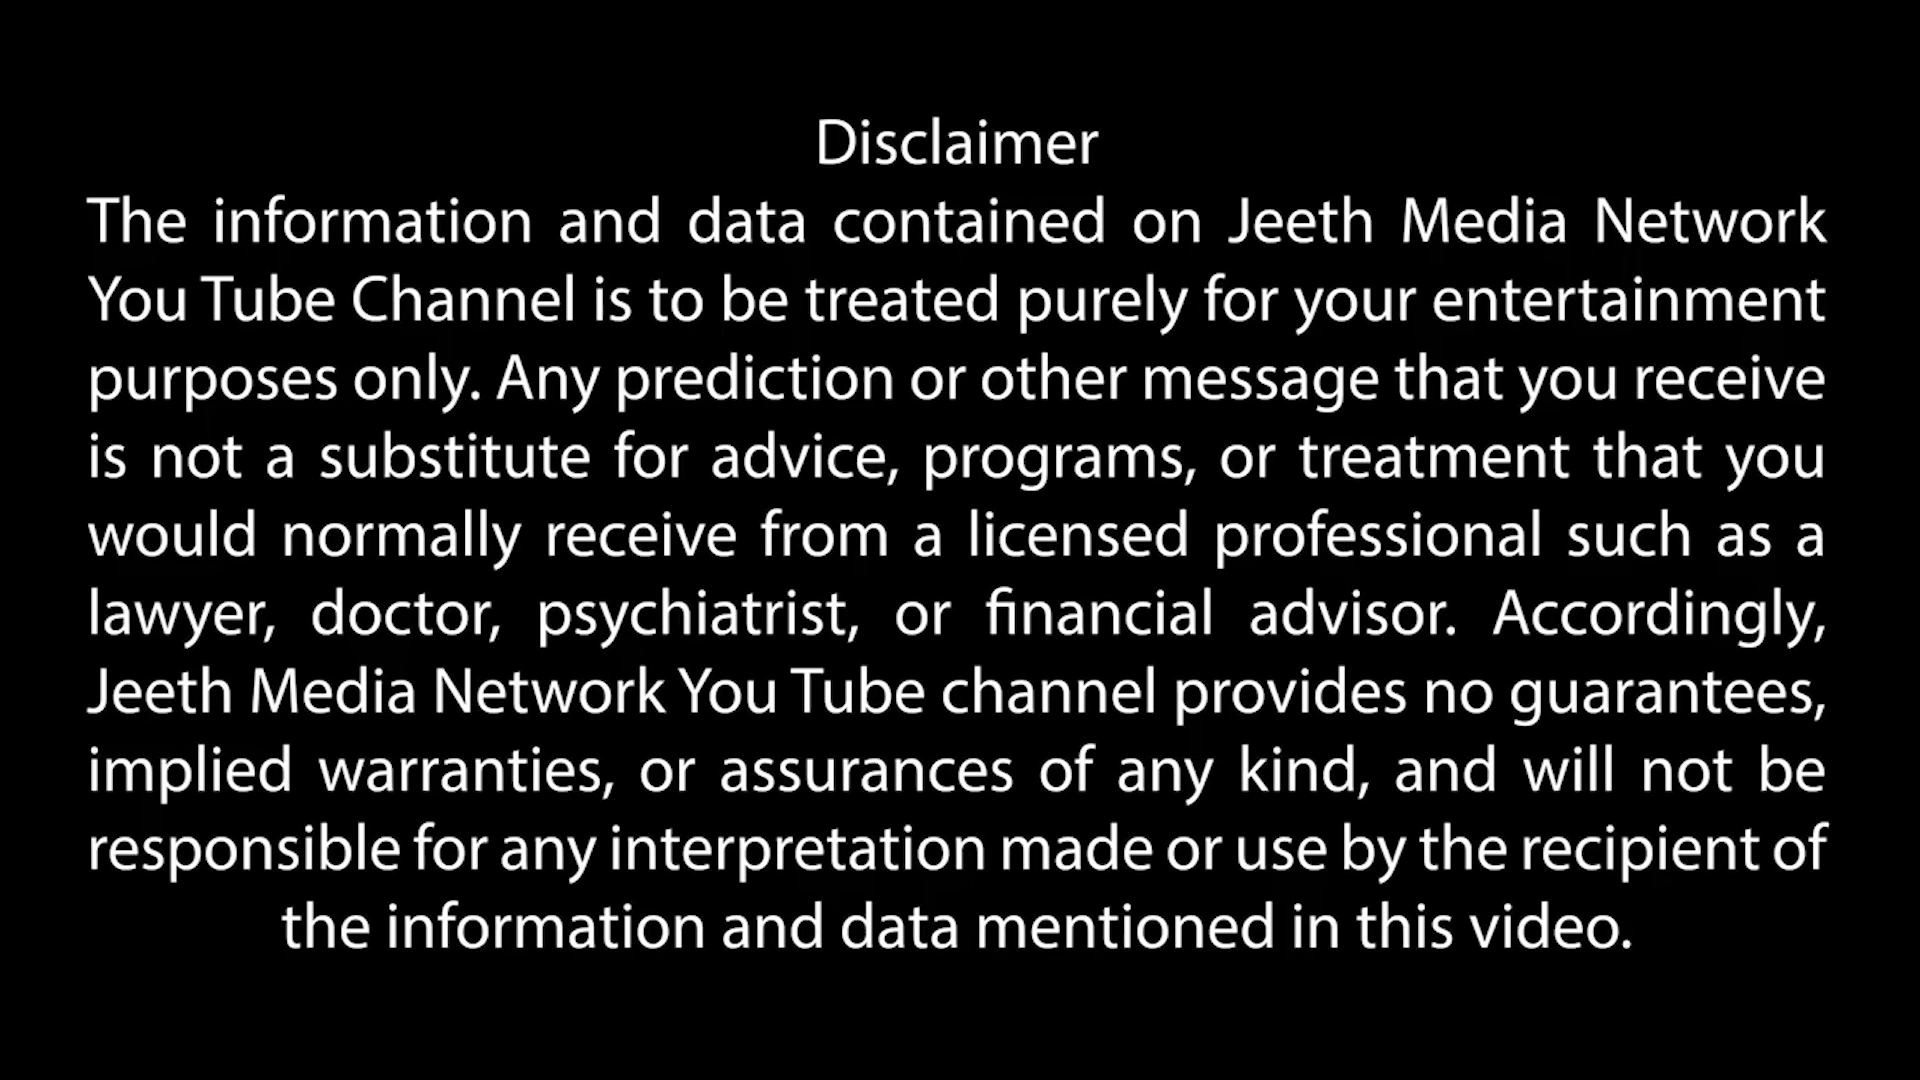 Disclaimer
The information and data contained on Jeeth Media Network
You Tube Channel is to be treated purely for your entertainment
purposes only. Any prediction or other message that you receive
is not a substitute for advice, programs, or treatment that you
would normally receive from a licensed professional such as a
lawyer, doctor, psychiatrist, or financial advisor. Accordingly,
Jeeth Media Network You Tube channel provides no guarantees,
implied warranties, or assurances of any kind, and will not be
responsible for any interpretation made or use by the recipient of
the information and data mentioned in this video.